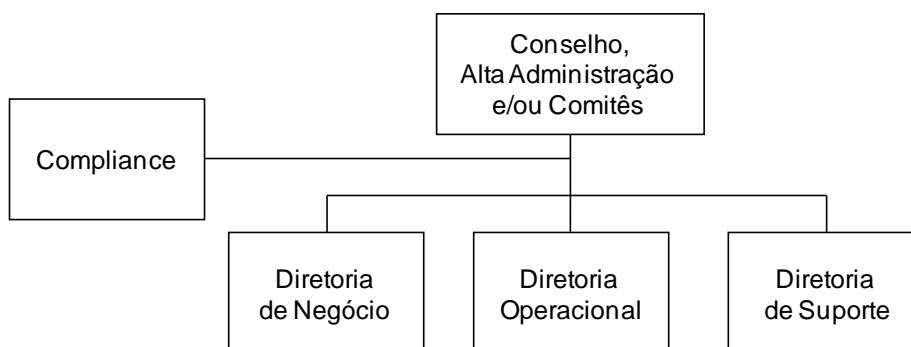 Conselho,
Alta Administração
e/ou Comitês
Compliance
Diretoria
de Negócio
Diretoria
Operacional
Diretoria
de Suporte